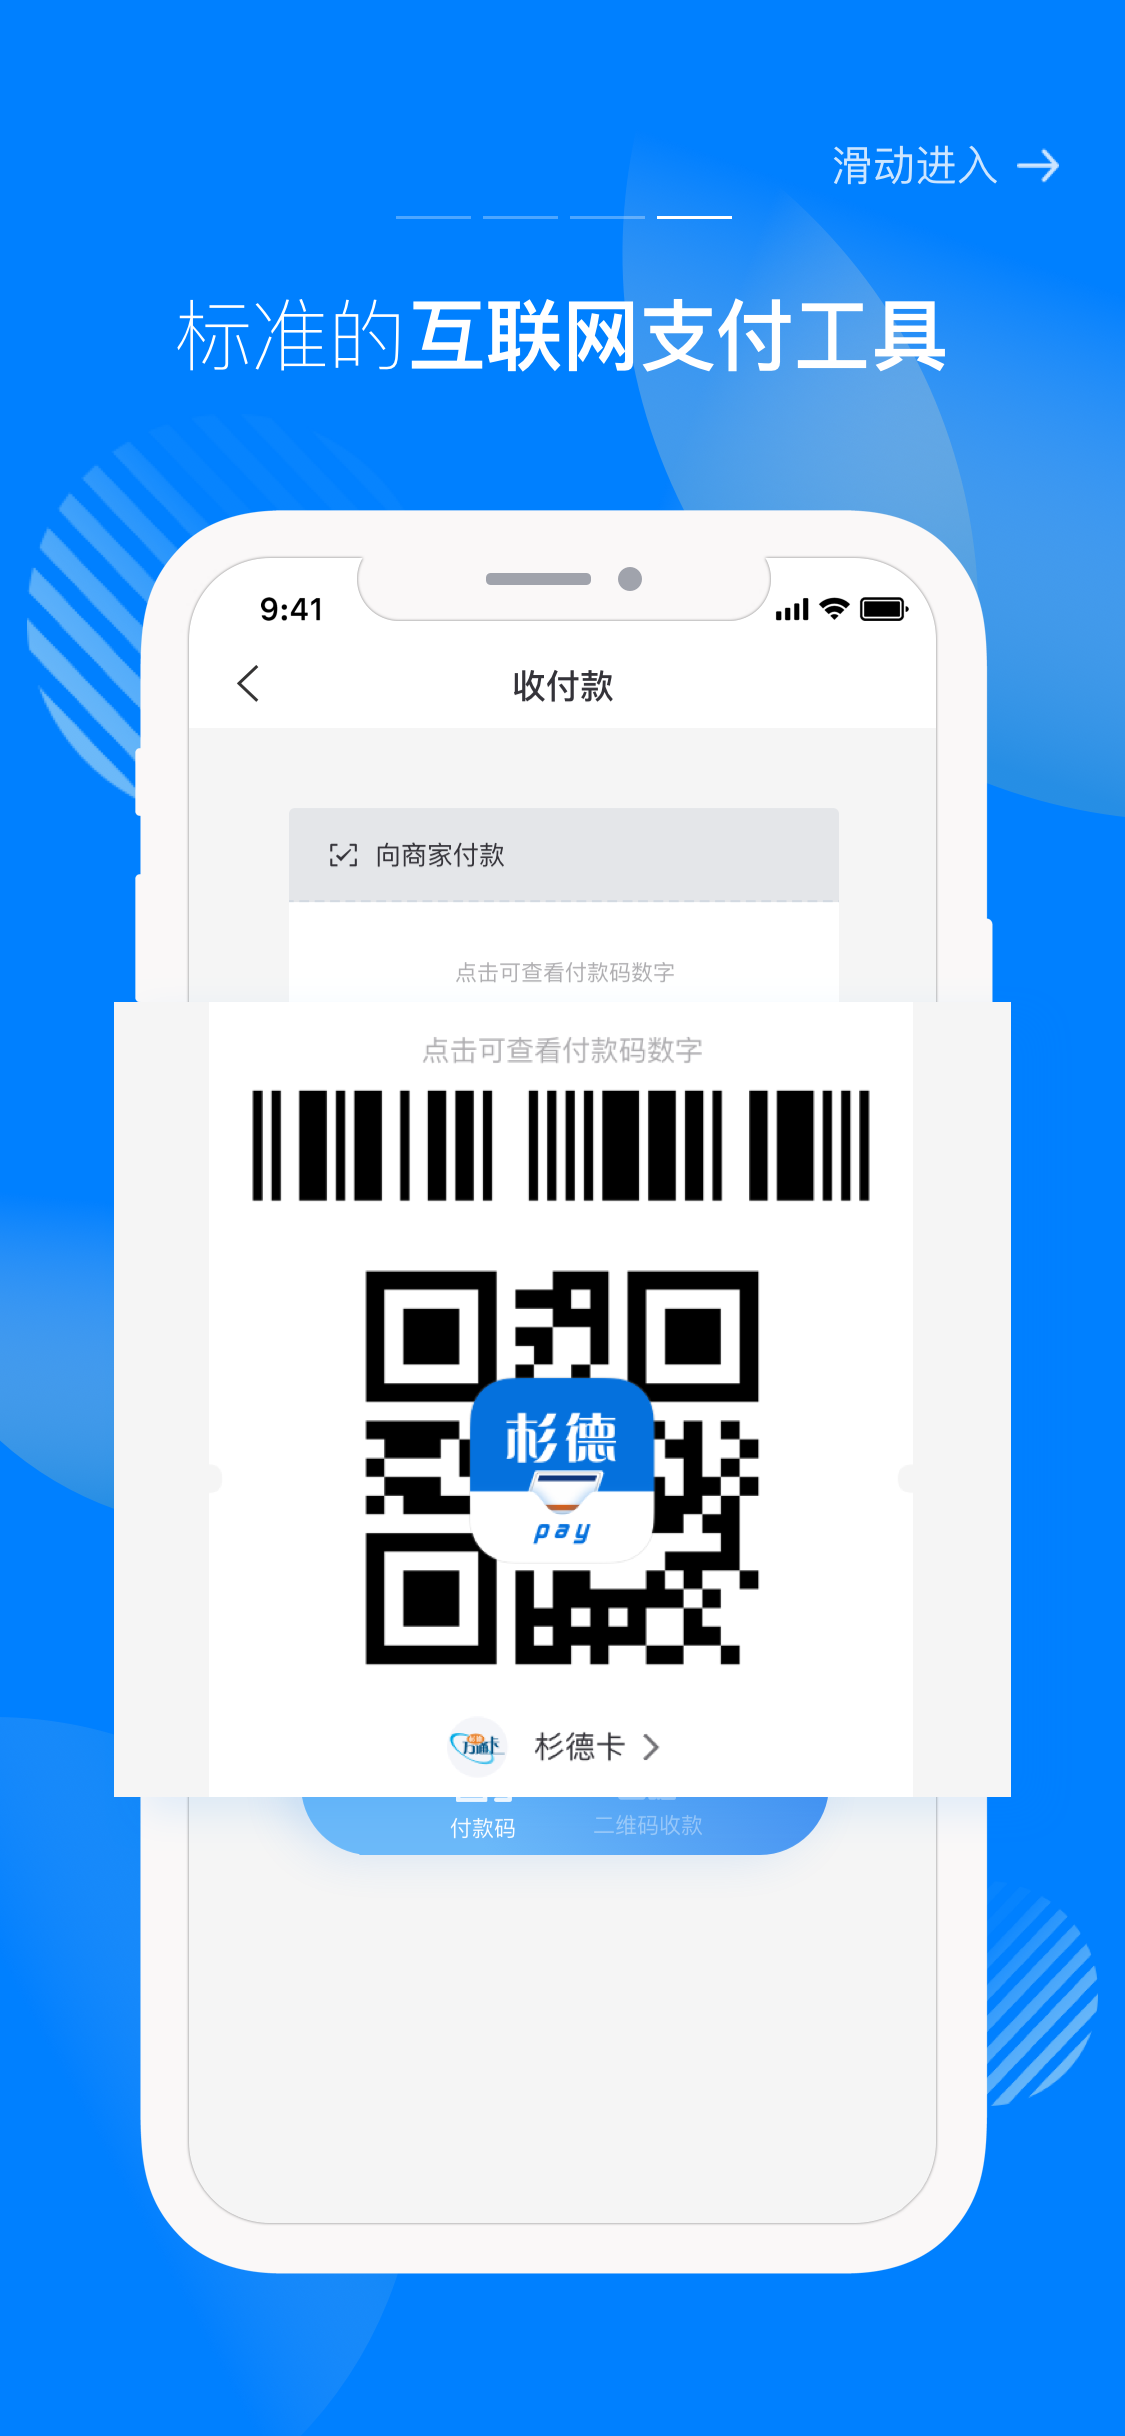 滑动进入
标准的互联网支付工具
9:41
收付款
向商家付款
点击可查看付款码数字
点击可查看付款码数字
杉德
pay
万通卡
杉德卡
付款码
二维码收款